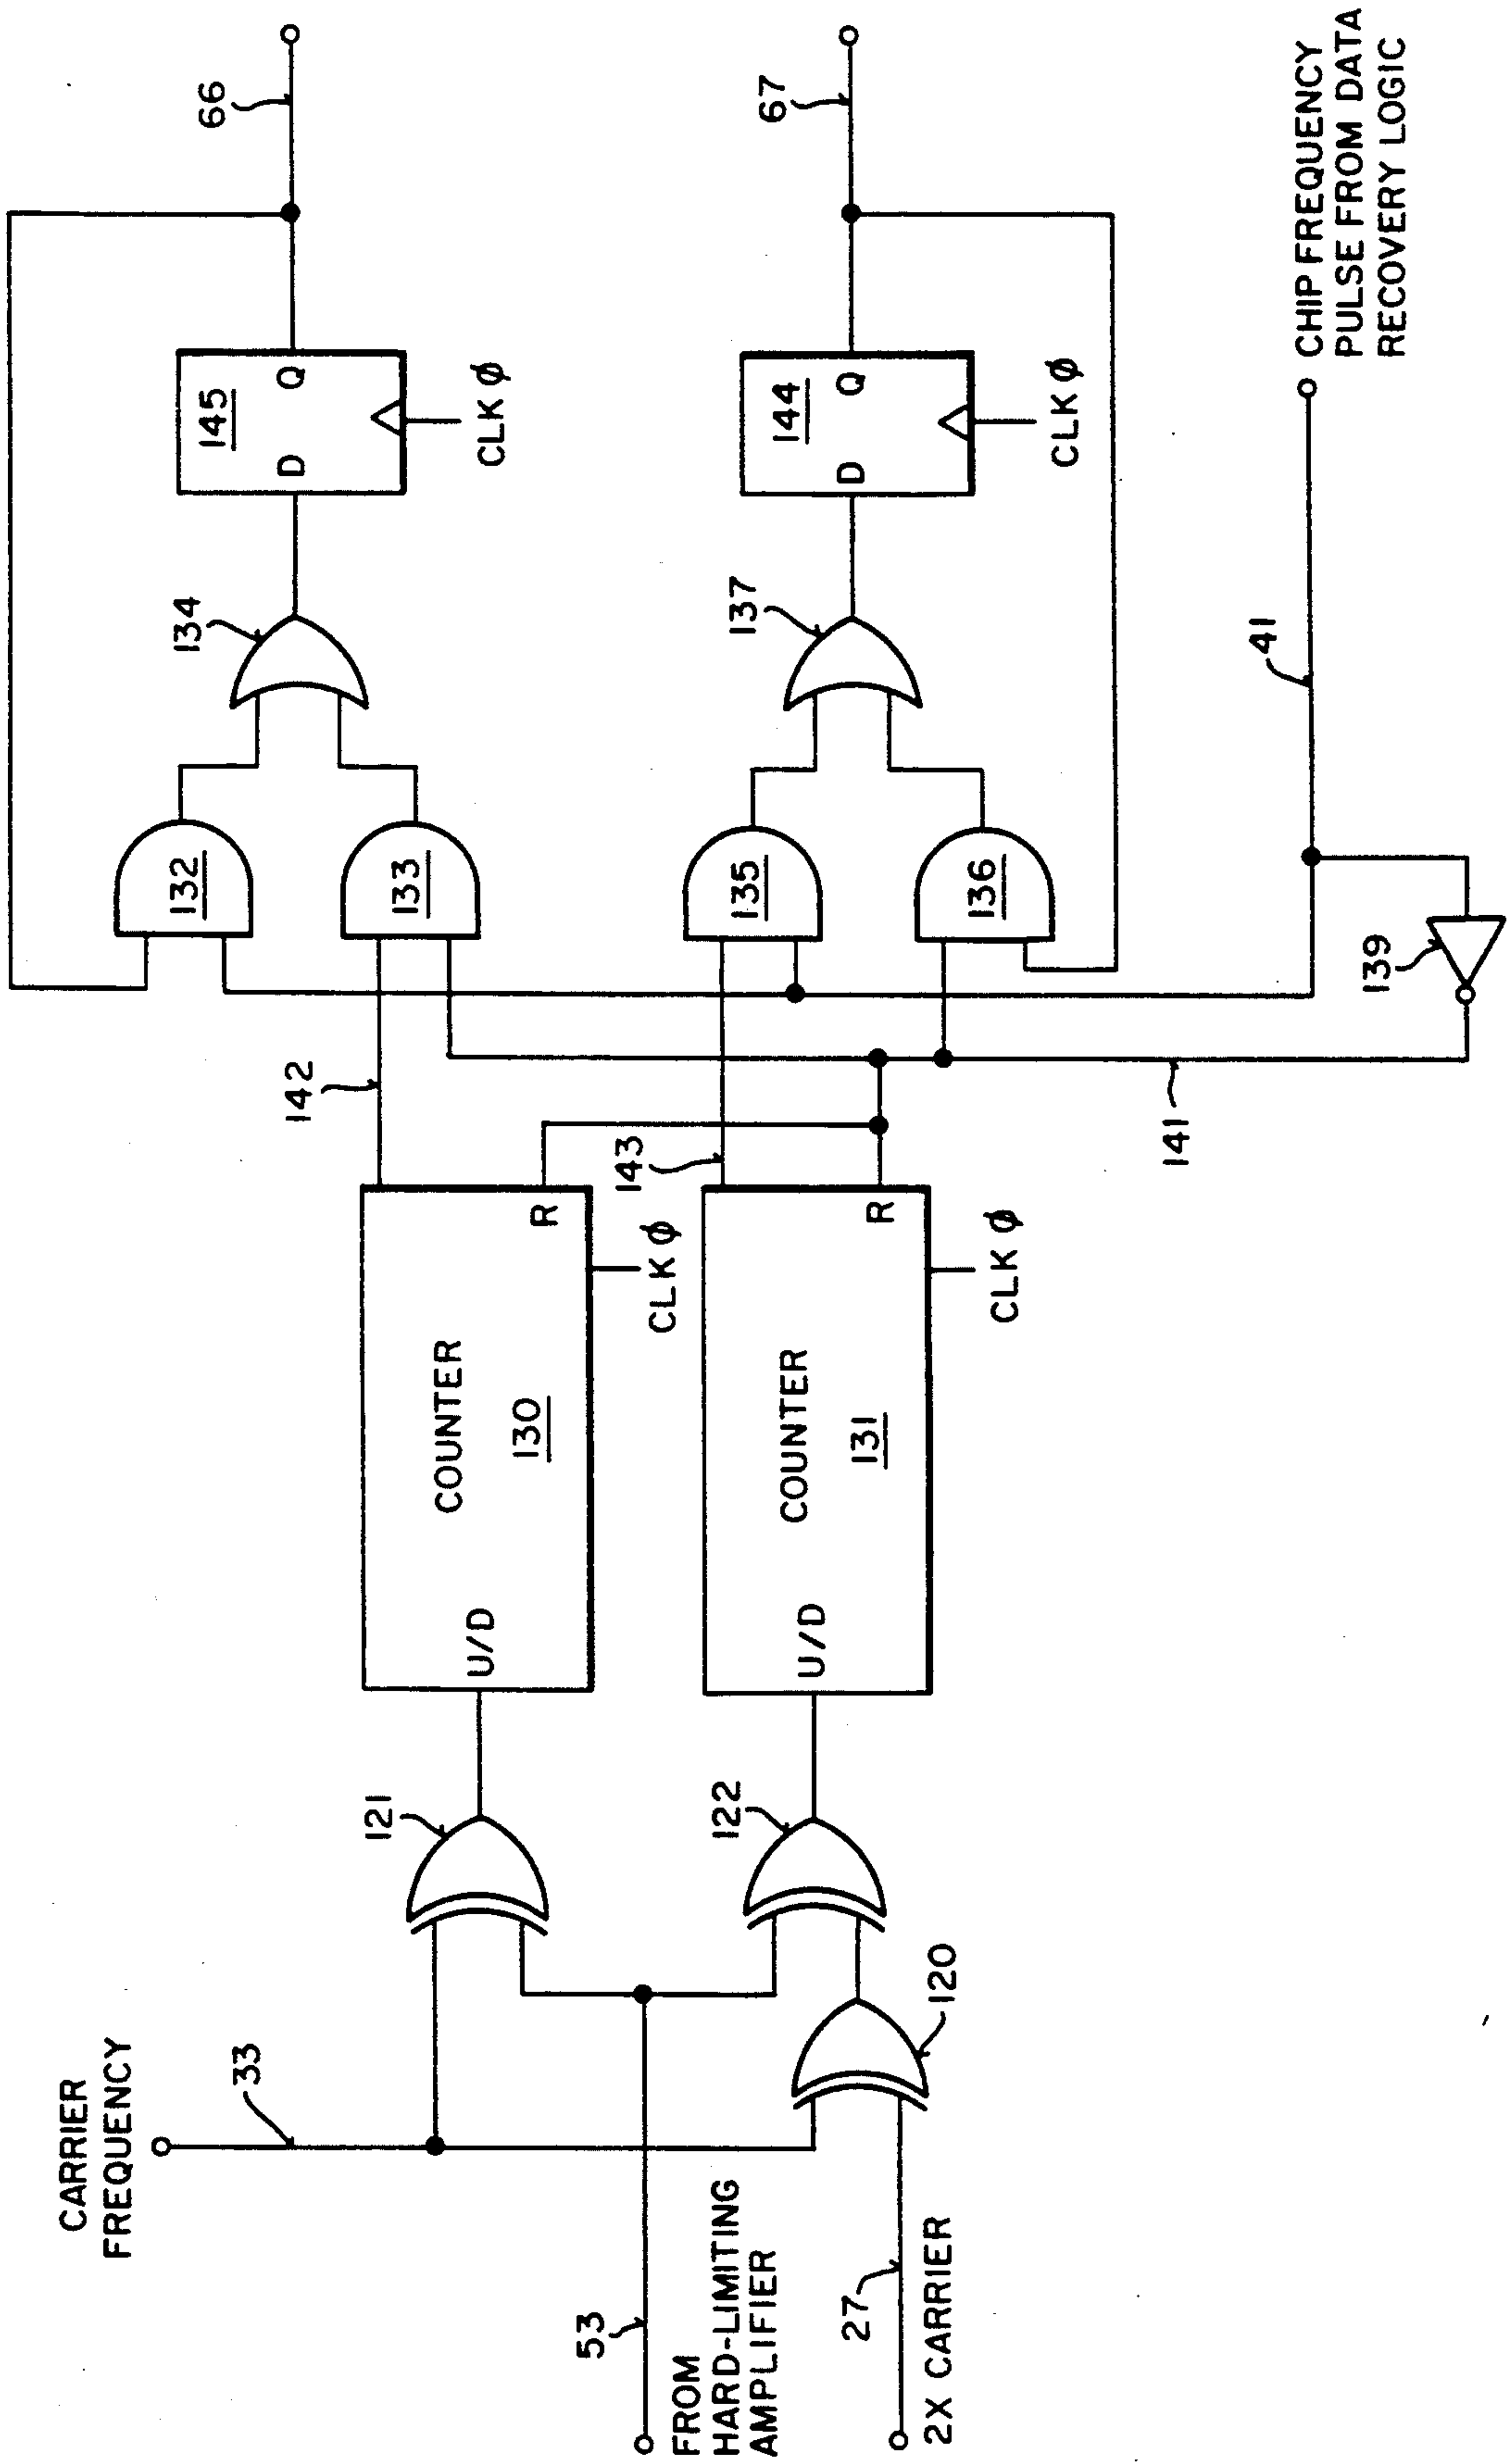 CARRIER
FREQUENCY
33
53
FROM
HARD-LIMITING
AMPLIFIER
27
2X CARRIER
120
121
122
U/D
COUNTER
130
R
CLK Ø
U/D
COUNTER
131
R
CLK Ø
142
143
141
132
133
135
136
139
134
137
D
145
Q
CLK Ø
D
144
Q
CLK Ø
41
66
67
CHIP FREQUENCY
PULSE FROM DATA
RECOVERY LOGIC